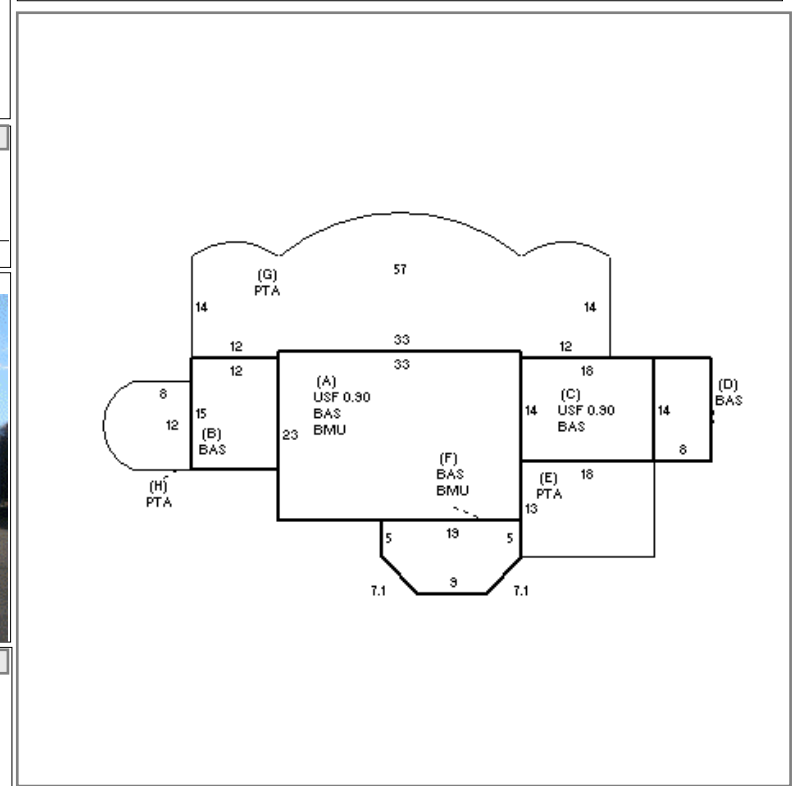 57
(G)
PTA
14
14
12
33
12
12
33
18
(A)
USF 0.90
BAS
BMU
(C)
USF 0.90
BAS
(D)
BAS
8
12
15
(B)
BAS
23
14
14
8
(F)
BAS
BMU
18
(E)
PTA
13
(H)
PTA
5
19
5
7.1
9
7.1